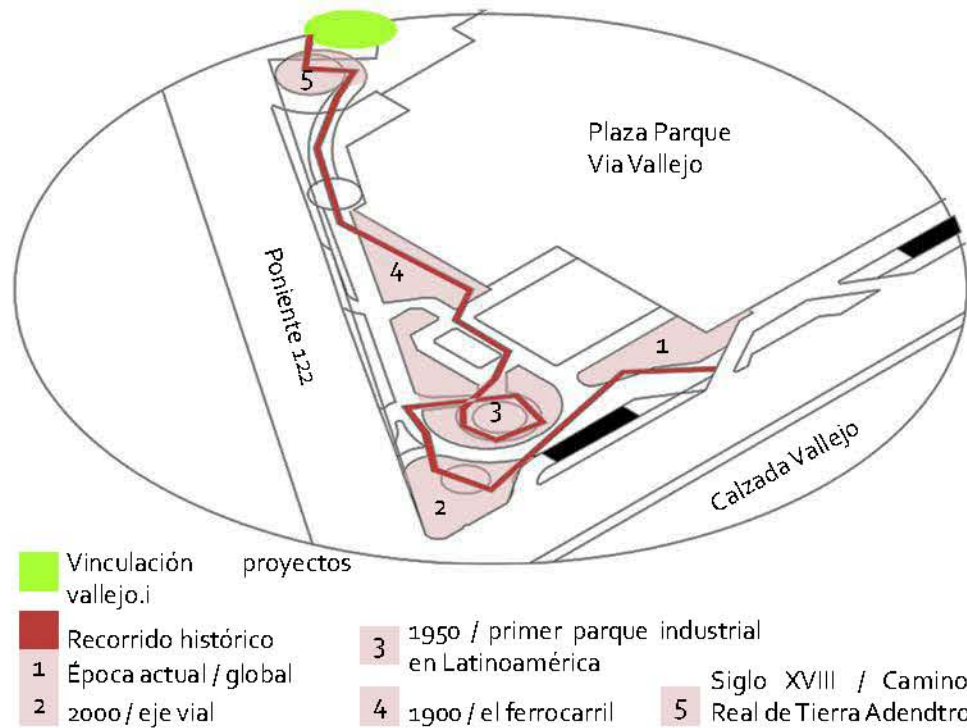 5
Plaza Parque
Via Vallejo
Poniente 122
4
1
3
2
Calzada Vallejo
Vinculación proyectos
vallejo.i
Recorrido histórico
1 Época actual / global
2 2000 / eje vial
3 1950 / primer parque industrial
en Latinoamérica
4 1900 / el ferrocarril
5 Siglo XVIII / Camino
Real de Tierra Adendtro